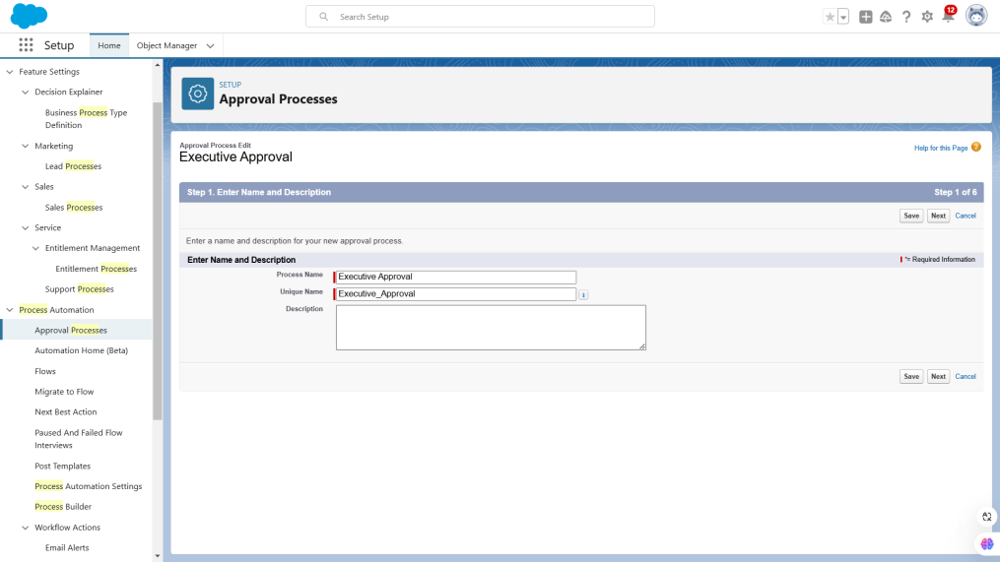 Search Setup
12
Setup
Home
Object Manager
Feature Settings
Decision Explainer
Business Process Type
Definition
Marketing
Lead Processes
Sales
Sales Processes
Service
Entitlement Management
Entitlement Processes
Support Processes
Process Automation
Approval Processes
Automation Home (Beta)
Flows
Migrate to Flow
Next Best Action
Paused And Failed Flow
Interviews
Post Templates
Process Automation Settings
Process Builder
Workflow Actions
Email Alerts
SETUP
Approval Processes
Approval Process Edit
Executive Approval
Help for this Page ?
Step 1. Enter Name and Description
Step 1 of 6
Save Next Cancel
Enter a name and description for your new approval process.
Enter Name and Description
= Required Information
Process Name Executive Approval
Unique Name Executive_Approval i
Description
Save Next Cancel